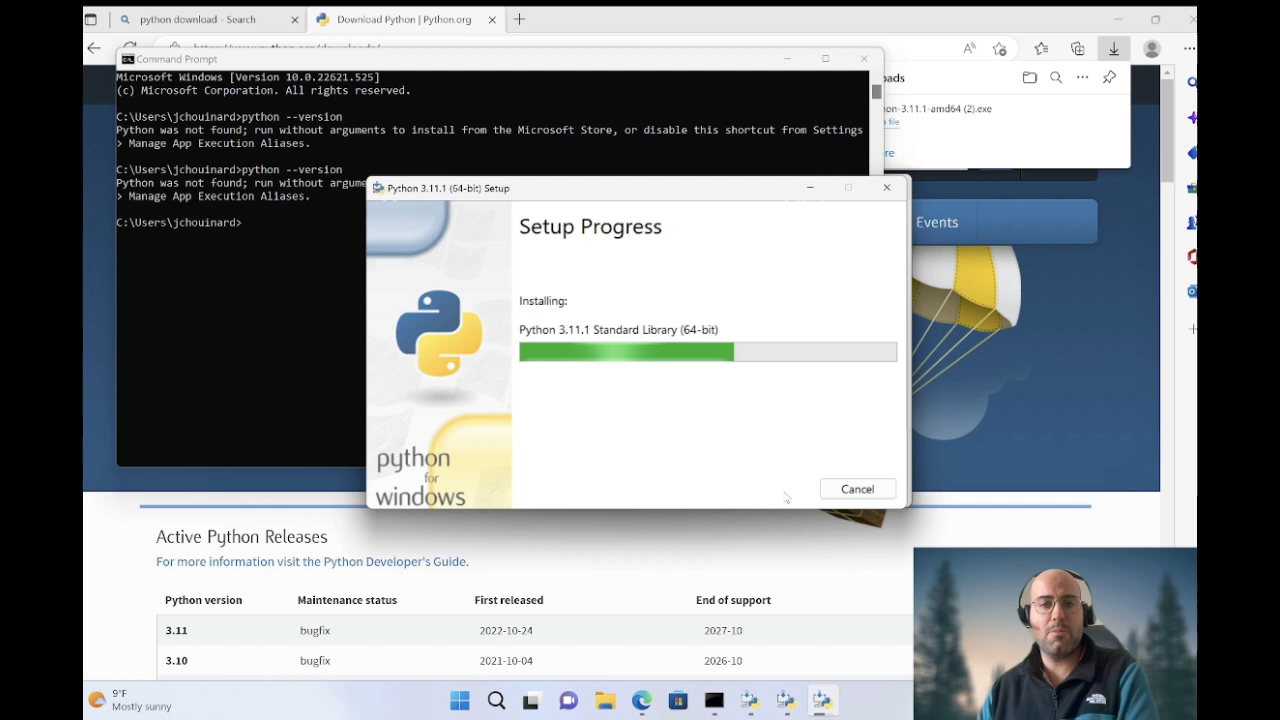 python download - Search
Download Python | Python.org
Command Prompt
Microsoft Windows [Version 10.0.22621.525]
(c) Microsoft Corporation. All rights reserved.
C:\Users\jchouinard>python --version
Python was not found; run without arguments to install from the Microsoft Store, or disable this shortcut from Settings
> Manage App Execution Aliases.
C:\Users\jchouinard>python --version
Python was not found; run without argume
> Manage App Execution Aliases.
C:\Users\jchouinard>
ads
on-3.11.1-amd64 (2).exe
file
re
Python 3.11.1 (64-bit) Setup
Setup Progress
Installing:
Python 3.11.1 Standard Library (64-bit)
python
for
windows
Cancel
Events
Active Python Releases
For more information visit the Python Developer's Guide.
Python version Maintenance status First released End of support
3.11 bugfix 2022-10-24 2027-10
3.10 bugfix 2021-10-04 2026-10
9°F
Mostly sunny